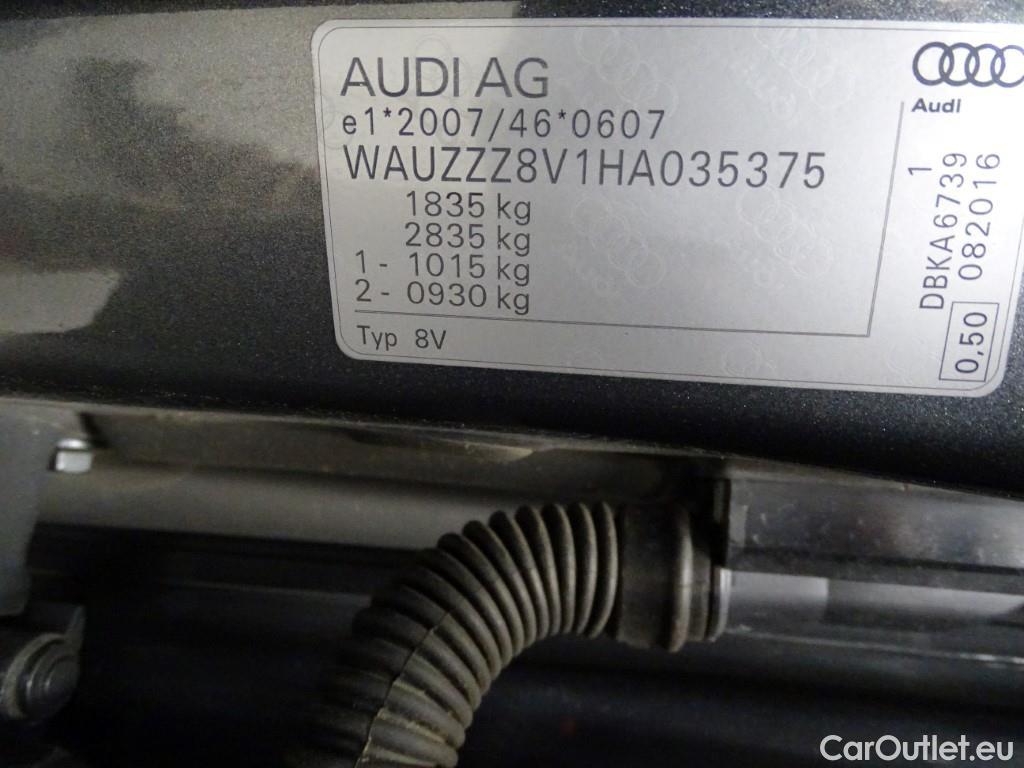 AUDI AG
e1*2007/46*0607
WAUZZZ8V1HA035375
1835 kg
2835 kg
1 - 1015 kg
2 - 0930 kg
Typ 8V
Audi
1
DBKA6739
0,50 082016
CarOutlet.eu